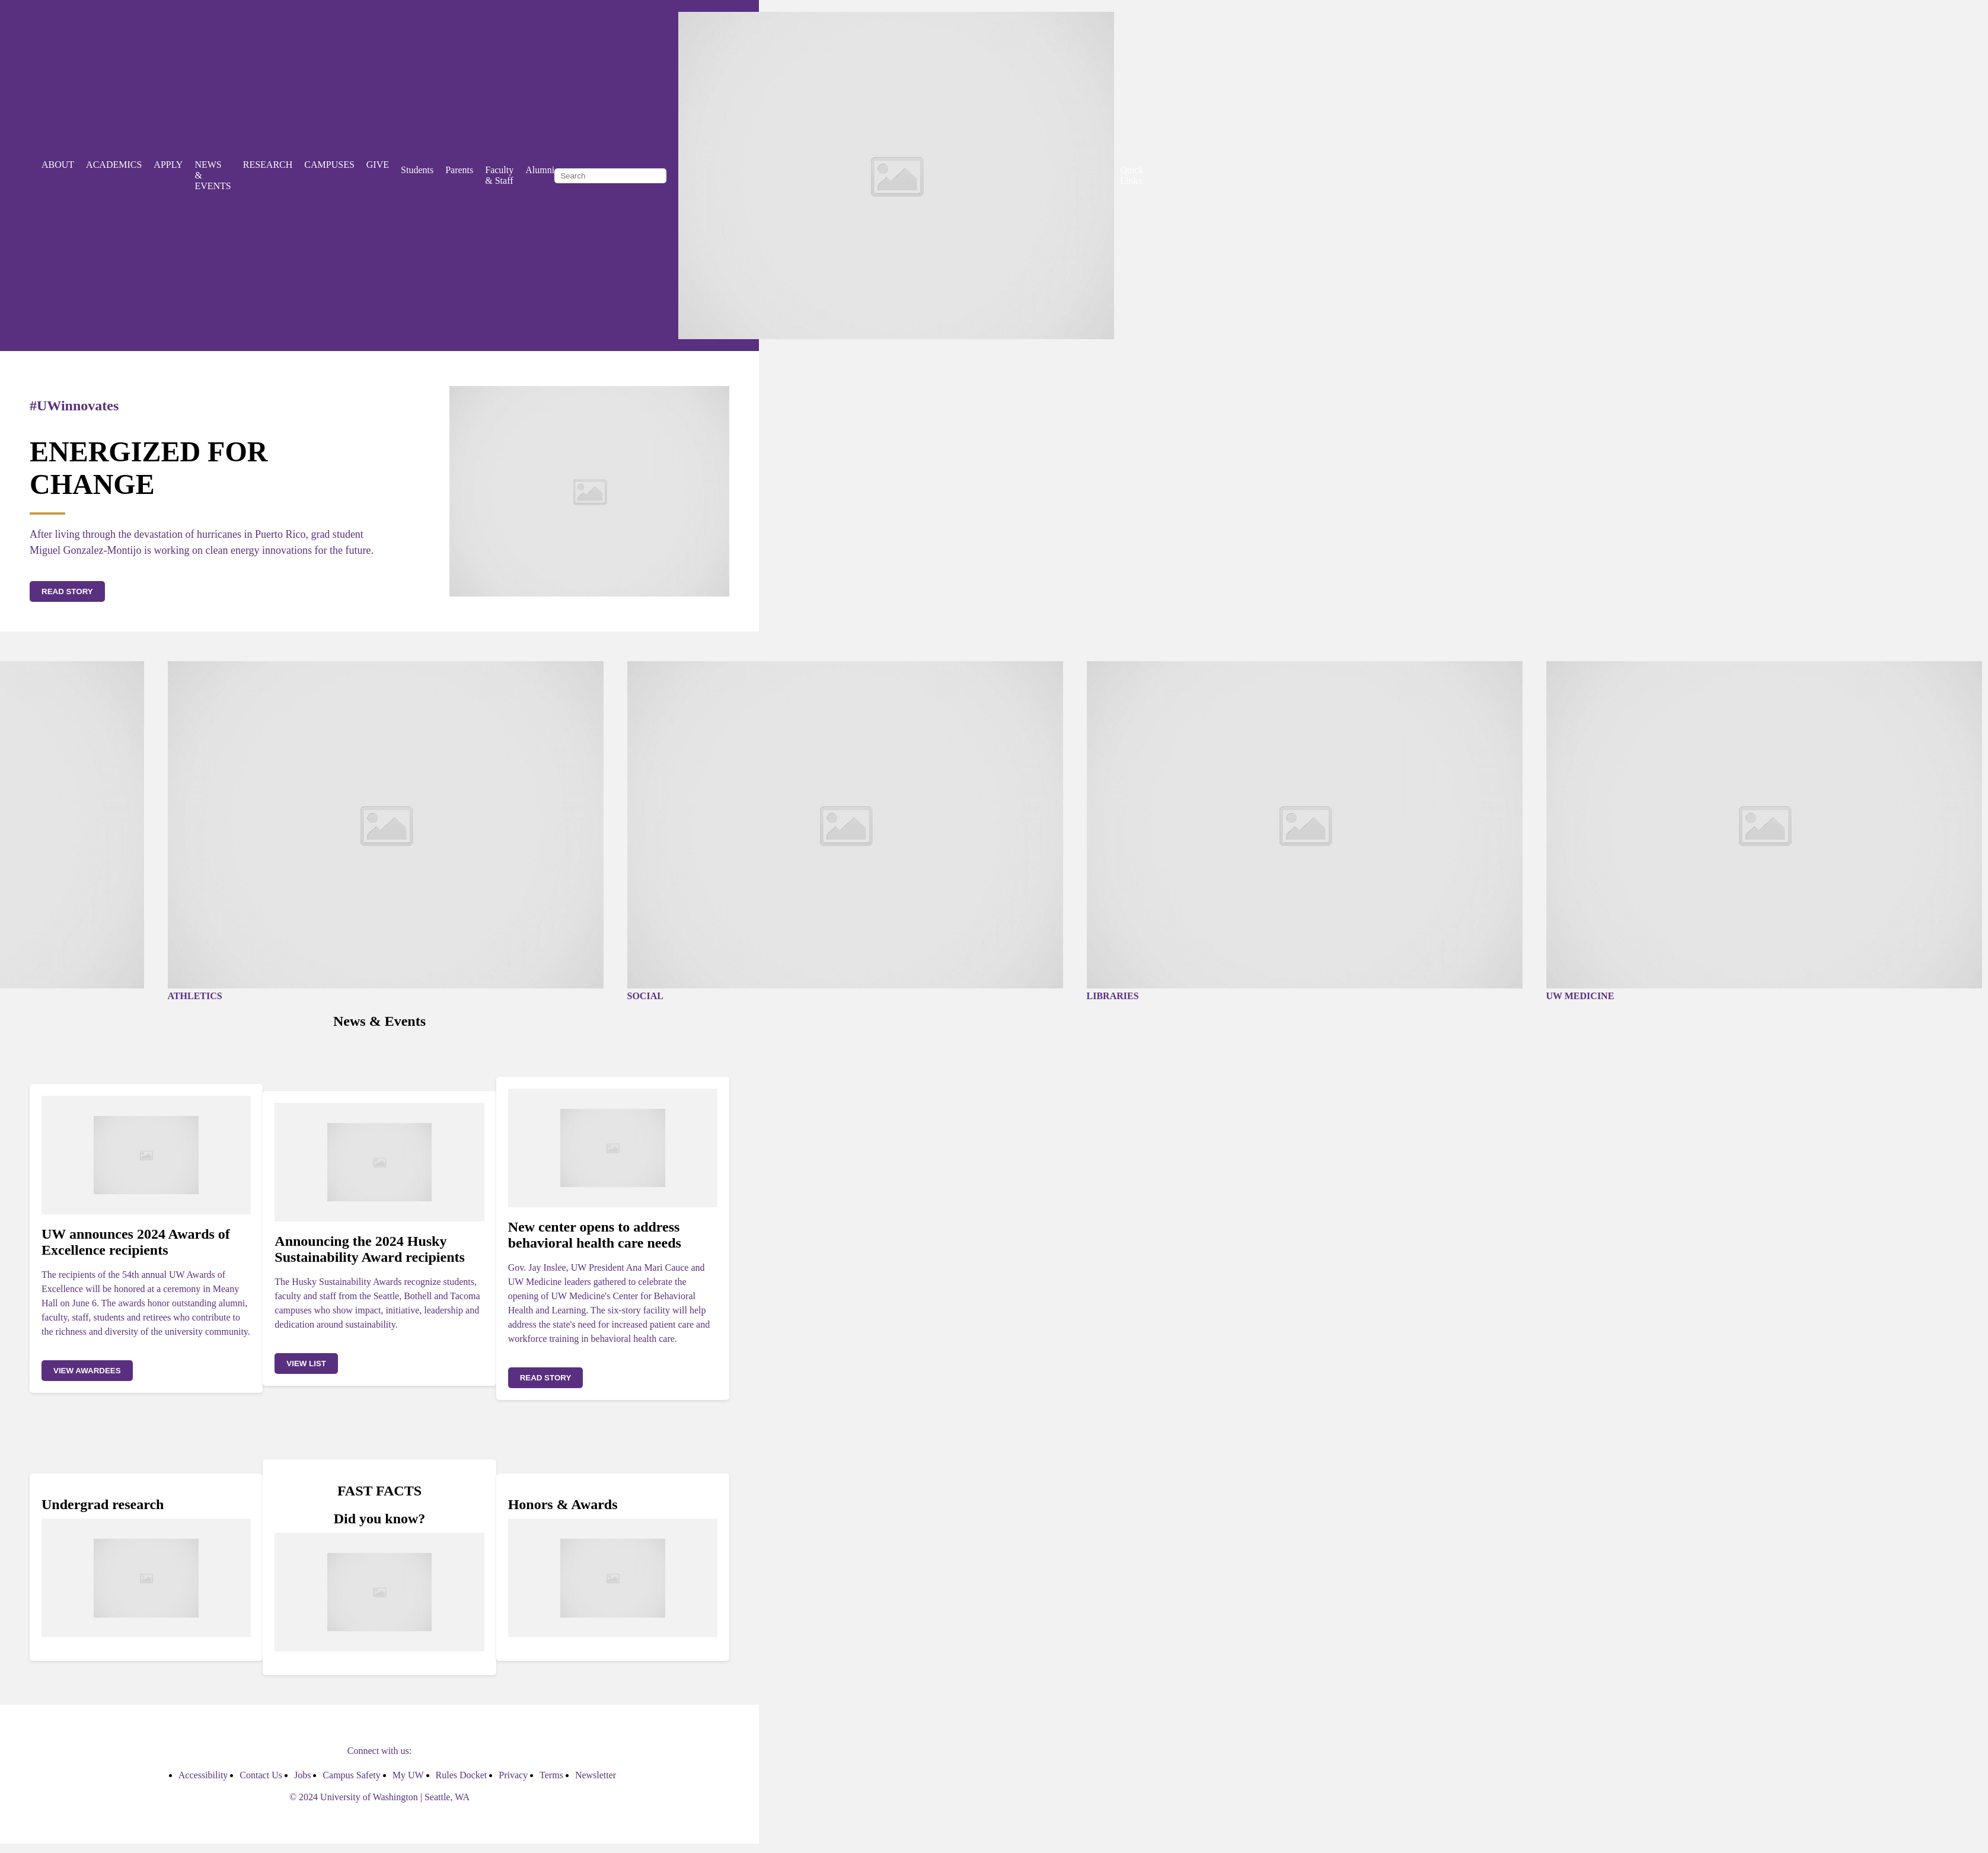 ABOUT ACADEMICS APPLY NEWS & EVENTS RESEARCH CAMPUSES GIVE
Students Parents Faculty & Staff Alumni
Search
Quick Links
#UWinnovates
ENERGIZED FOR
CHANGE
After living through the devastation of hurricanes in Puerto Rico, grad student
Miguel Gonzalez-Montijo is working on clean energy innovations for the future.
READ STORY
ATHLETICS
SOCIAL
LIBRARIES
UW MEDICINE
News & Events
UW announces 2024 Awards of
Excellence recipients
The recipients of the 54th annual UW Awards of
Excellence will be honored at a ceremony in Meany
Hall on June 6. The awards honor outstanding alumni,
faculty, staff, students and retirees who contribute to
the richness and diversity of the university community.
VIEW AWARDEES
Announcing the 2024 Husky
Sustainability Award recipients
The Husky Sustainability Awards recognize students,
faculty and staff from the Seattle, Bothell and Tacoma
campuses who show impact, initiative, leadership and
dedication around sustainability.
VIEW LIST
New center opens to address
behavioral health care needs
Gov. Jay Inslee, UW President Ana Mari Cauce and
UW Medicine leaders gathered to celebrate the
opening of UW Medicine's Center for Behavioral
Health and Learning. The six-story facility will help
address the state's need for increased patient care and
workforce training in behavioral health care.
READ STORY
Undergrad research
FAST FACTS
Did you know?
Honors & Awards
Connect with us:
• Accessibility • Contact Us • Jobs • Campus Safety • My UW • Rules Docket • Privacy • Terms • Newsletter
© 2024 University of Washington | Seattle, WA